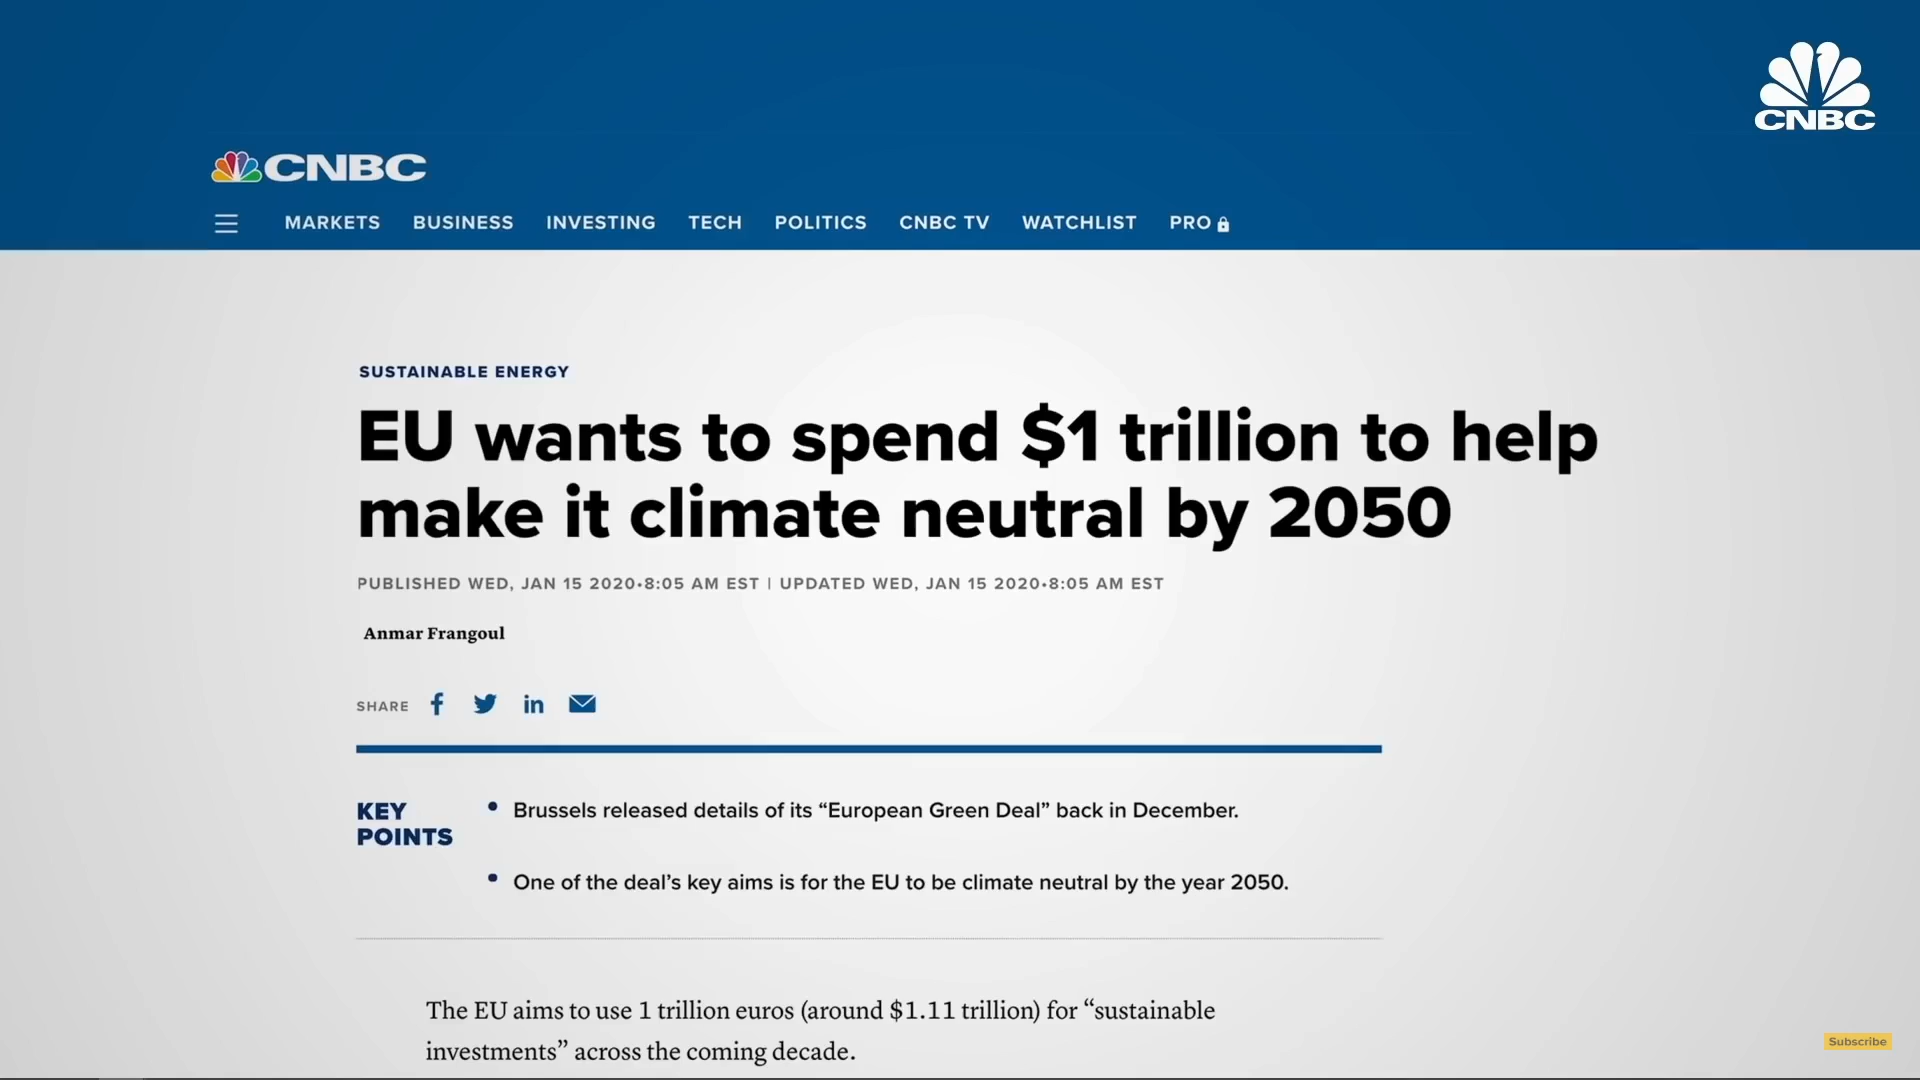 CNBC
CNBC
MARKETS BUSINESS INVESTING TECH POLITICS CNBC TV WATCHLIST PRO
SUSTAINABLE ENERGY
EU wants to spend $1 trillion to help
make it climate neutral by 2050
PUBLISHED WED, JAN 15 2020•8:05 AM EST | UPDATED WED, JAN 15 2020•8:05 AM EST
Anmar Frangoul
SHARE
KEY
POINTS
• Brussels released details of its “European Green Deal” back in December.
• One of the deal’s key aims is for the EU to be climate neutral by the year 2050.
The EU aims to use 1 trillion euros (around $1.11 trillion) for “sustainable
investments” across the coming decade.
Subscribe